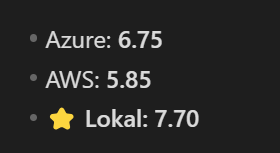 • Azure: 6.75
• AWS: 5.85
• ⭐ Lokal: 7.70